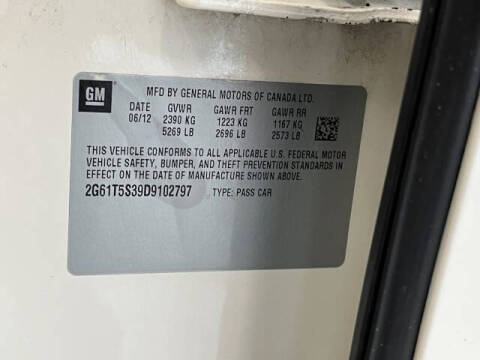 GM
MFD BY GENERAL MOTORS OF CANADA LTD.
DATE GVWR GAWR FRT GAWR RR
06/12 2390 KG 1223 KG 1167 KG
5269 LB 2696 LB 2573 LB
THIS VEHICLE CONFORMS TO ALL APPLICABLE U.S. FEDERAL MOTOR
VEHICLE SAFETY, BUMPER, AND THEFT PREVENTION STANDARDS IN
EFFECT ON THE DATE OF MANUFACTURE SHOWN ABOVE.
2G61T5S39D9102797 TYPE: PASS CAR